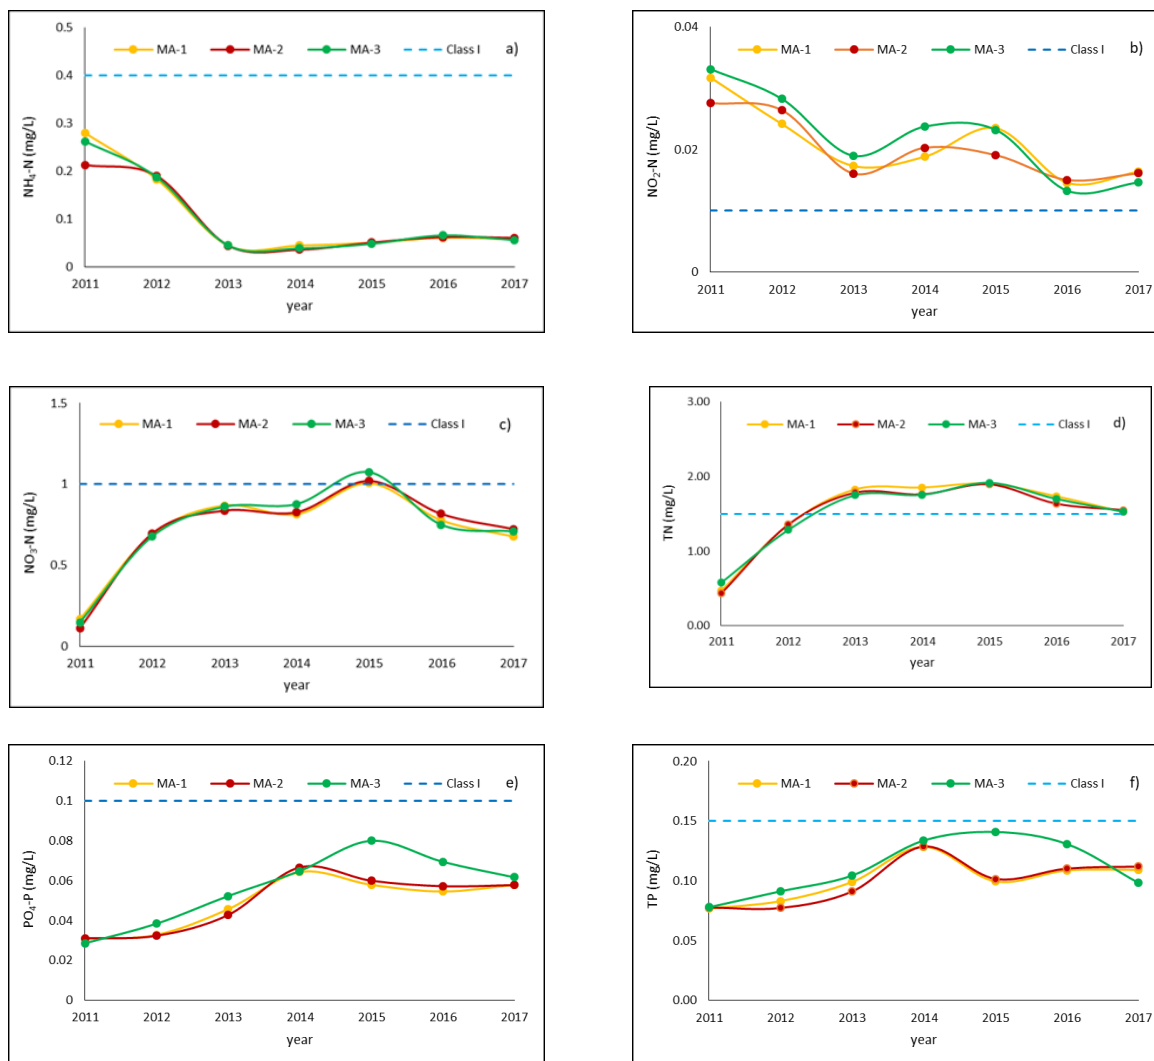 0.5
MA-1 MA-2 MA-3 Class I a)
0.4
0.3
0.2
0.1
0
NH₄-N (mg/L)
2011 2012 2013 2014 2015 2016 2017
year
0.04
MA-1 MA-2 MA-3 Class I b)
0.02
0
NO₂-N (mg/L)
2011 2012 2013 2014 2015 2016 2017
year
1.5
MA-1 MA-2 MA-3 Class I c)
1
0.5
0
NO₃-N (mg/L)
2011 2012 2013 2014 2015 2016 2017
year
3.00
MA-1 MA-2 MA-3 Class I d)
2.00
1.00
0.00
TN (mg/L)
2011 2012 2013 2014 2015 2016 2017
year
0.12
MA-1 MA-2 MA-3 Class I e)
0.1
0.08
0.06
0.04
0.02
0
PO₄-P (mg/L)
2011 2012 2013 2014 2015 2016 2017
year
0.20
MA-1 MA-2 MA-3 Class I f)
0.15
0.10
0.05
0.00
TP (mg/L)
2011 2012 2013 2014 2015 2016 2017
year